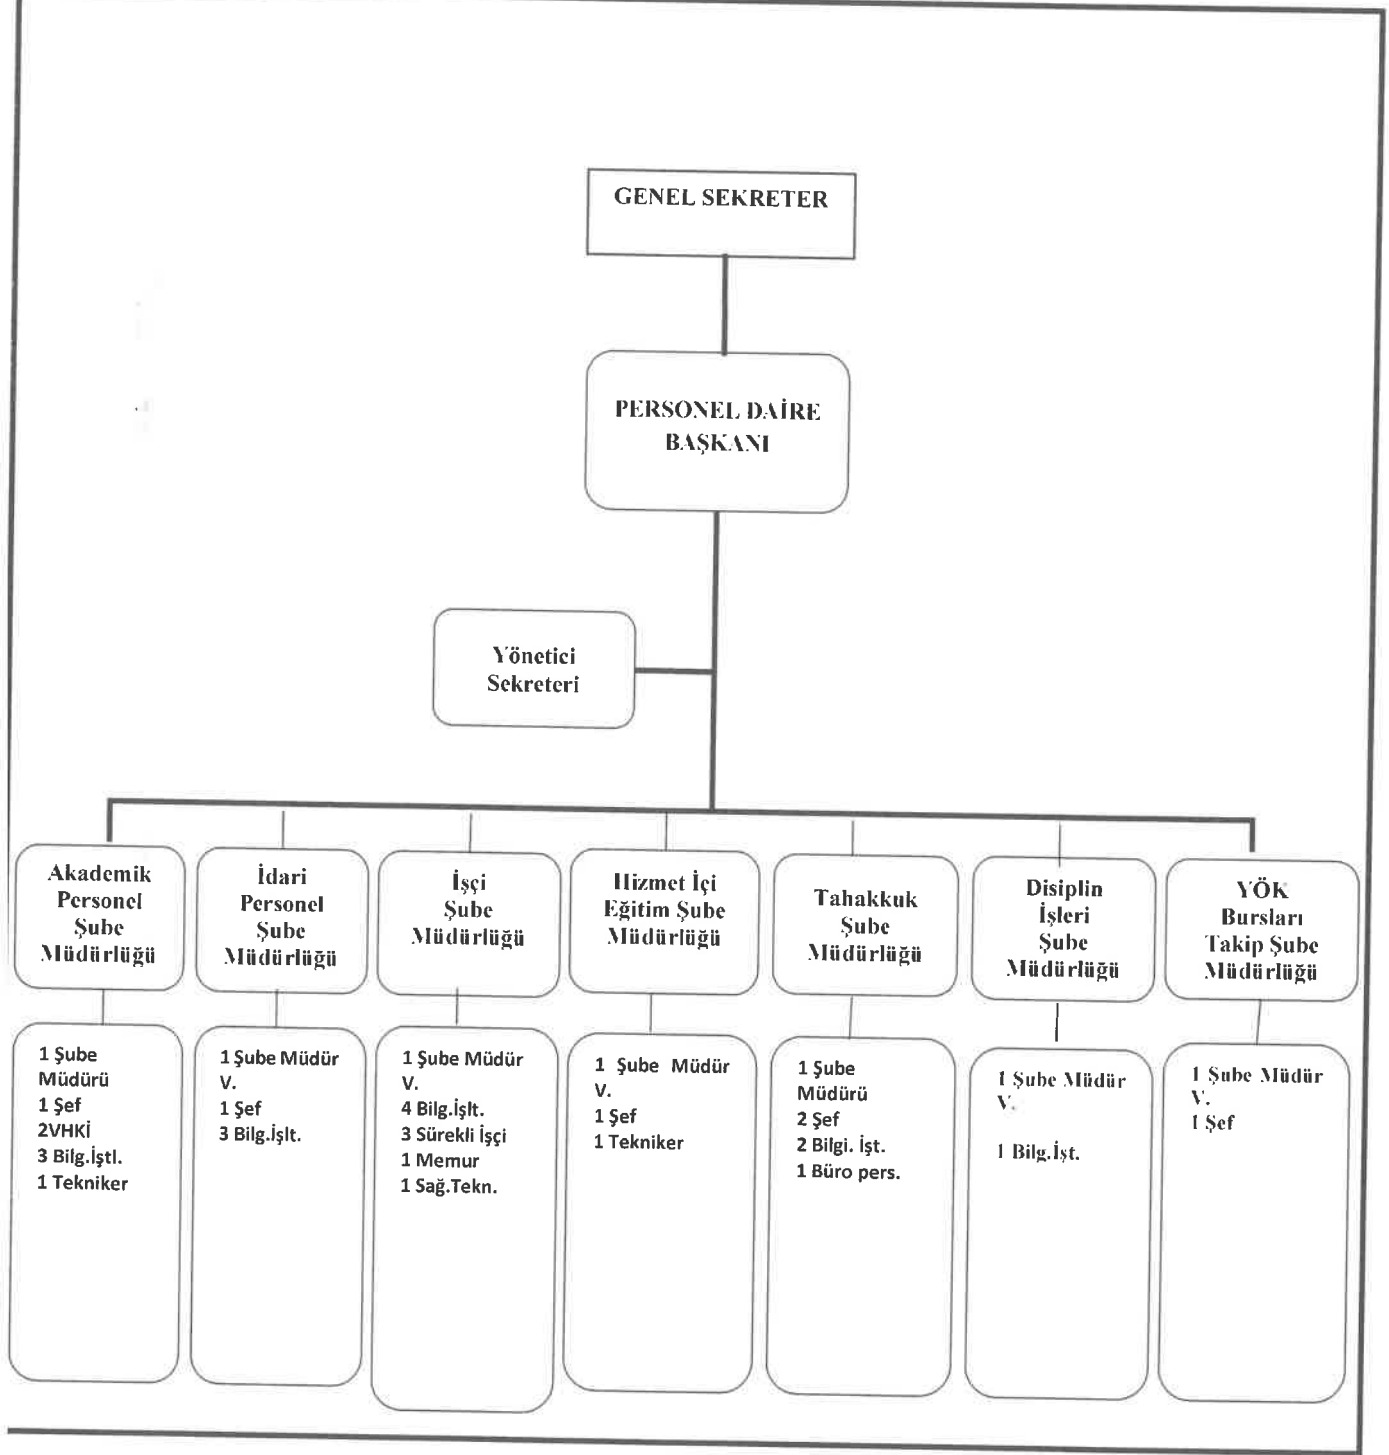 GENEL SEKRETER
PERSONEL DAİRE
BAŞKANI
Yönetici
Sekreteri
Akademik
Personel
Şube
Müdürlüğü
İdari
Personel
Şube
Müdürlüğü
İşçi
Şube
Müdürlüğü
Hizmet İçi
Eğitim Şube
Müdürlüğü
Tahakkuk
Şube
Müdürlüğü
Disiplin
İşleri
Şube
Müdürlüğü
YÖK
Bursları
Takip Şube
Müdürlüğü
1 Şube
Müdürü
1 Şef
2VHKİ
3 Bilg.İştl.
1 Tekniker
1 Şube Müdür
V.
1 Şef
3 Bilg.İşlt.
1 Şube Müdür
V.
4 Bilg.İşlt.
3 Sürekli İşçi
1 Memur
1 Sağ.Tekn.
1 Şube Müdür
V.
1 Şef
1 Tekniker
1 Şube
Müdürü
2 Şef
2 Bilgi. İşt.
1 Büro pers.
1 Şube Müdür
V.
1 Bilg.İşt.
1 Şube Müdür
V.
1 Şef